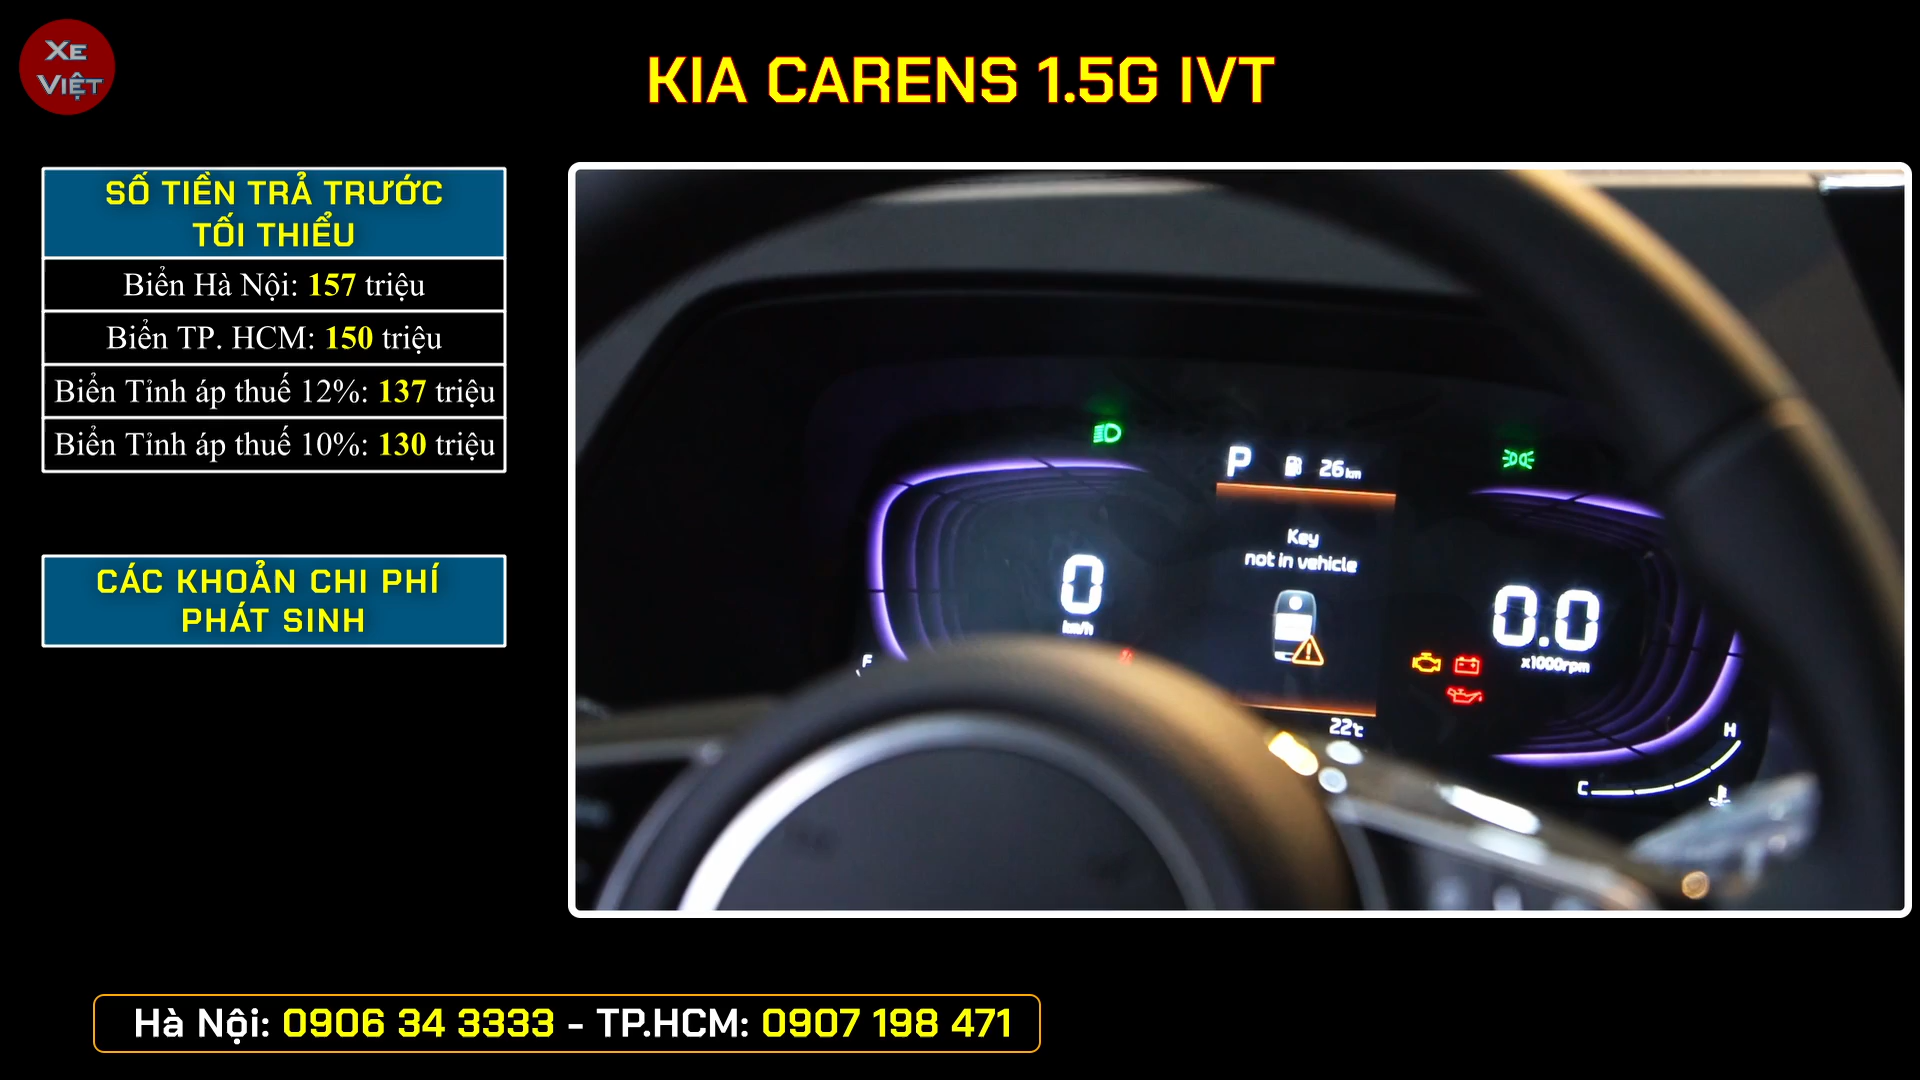 XE
VIỆT
KIA CARENS 1.5G IVT
SỐ TIỀN TRẢ TRƯỚC
TỐI THIỂU
Biển Hà Nội: 157 triệu
Biển TP. HCM: 150 triệu
Biển Tỉnh áp thuế 12%: 137 triệu
Biển Tỉnh áp thuế 10%: 130 triệu
CÁC KHOẢN CHI PHÍ
PHÁT SINH
P 26 km
Key
not in vehicle
0
km/h
0.0
x1000rpm
F
22°c
H
C
Hà Nội: 0906 34 3333 - TP.HCM: 0907 198 471